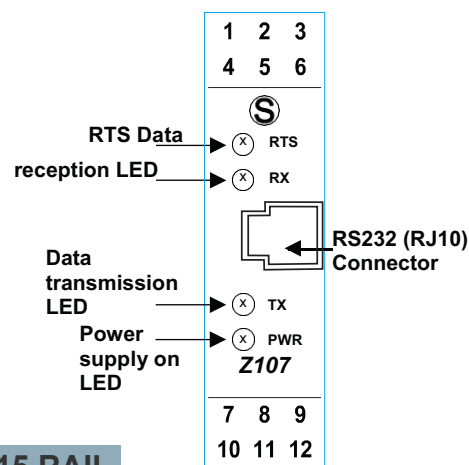 1 2 3
4 5 6
S
RTS Data
x RTS
reception LED
x RX
RS232 (RJ10)
Connector
Data
transmission
LED
x TX
Power
supply on
LED
x PWR
Z107
7 8 9
10 11 12
15 RAIL